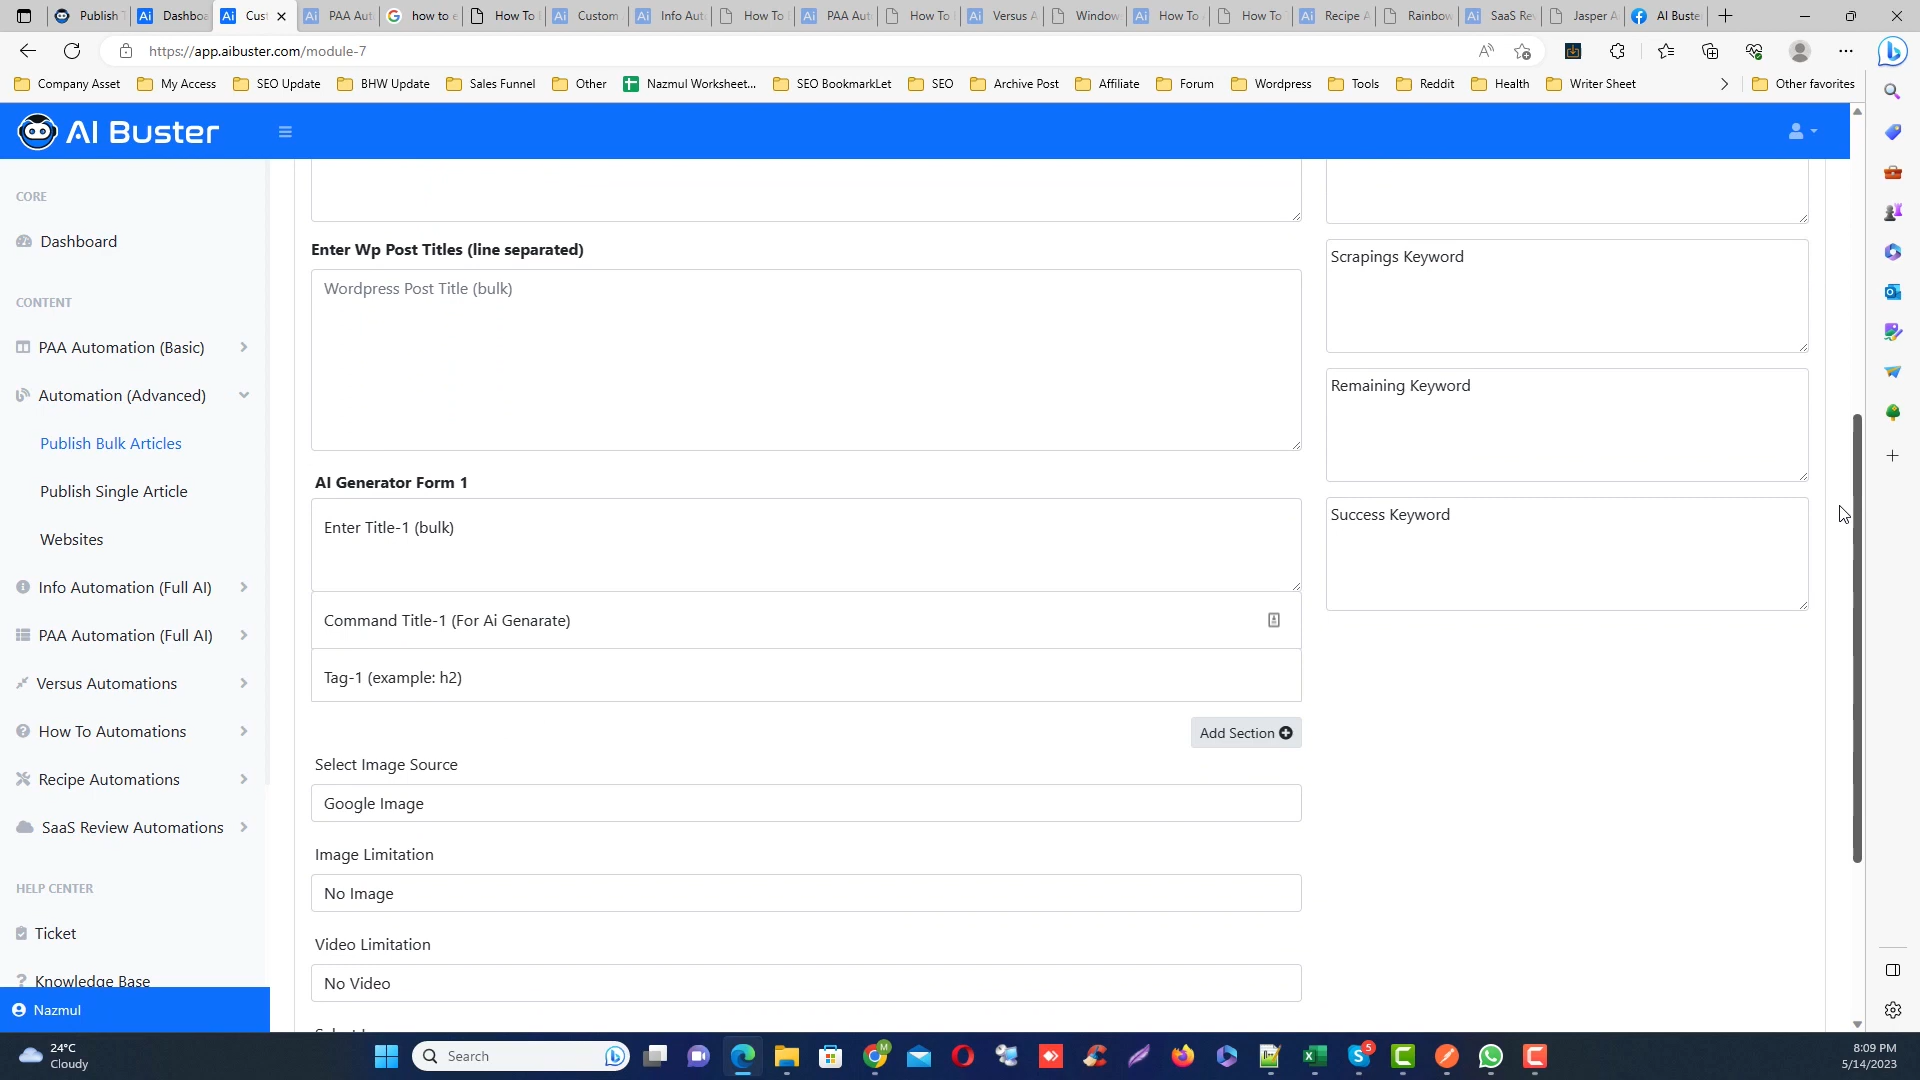 Publish T
Dashboa
Cust
PAA Aut
how to e
How To
Custom
Info Aut
How To
PAA Aut
How To
Versus A
Window
How To
How To
Recipe A
Rainbow
SaaS Re
Jasper A
AI Buste
https://app.aibuster.com/module-7
Company Asset
My Access
SEO Update
BHW Update
Sales Funnel
Other
Nazmul Worksheet...
SEO BookmarkLet
SEO
Archive Post
Affiliate
Forum
Wordpress
Tools
Reddit
Health
Writer Sheet
Other favorites
AI Buster
CORE
Dashboard
CONTENT
PAA Automation (Basic)
Automation (Advanced)
Publish Bulk Articles
Publish Single Article
Websites
Info Automation (Full AI)
PAA Automation (Full AI)
Versus Automations
How To Automations
Recipe Automations
SaaS Review Automations
HELP CENTER
Ticket
Knowledge Base
Nazmul
Enter Wp Post Titles (line separated)
Wordpress Post Title (bulk)
AI Generator Form 1
Enter Title-1 (bulk)
Command Title-1 (For Ai Genarate)
Tag-1 (example: h2)
Add Section
Select Image Source
Google Image
Image Limitation
No Image
Video Limitation
No Video
Scrapings Keyword
Remaining Keyword
Success Keyword
24°C
Cloudy
Search
5
8:09 PM
5/14/2023